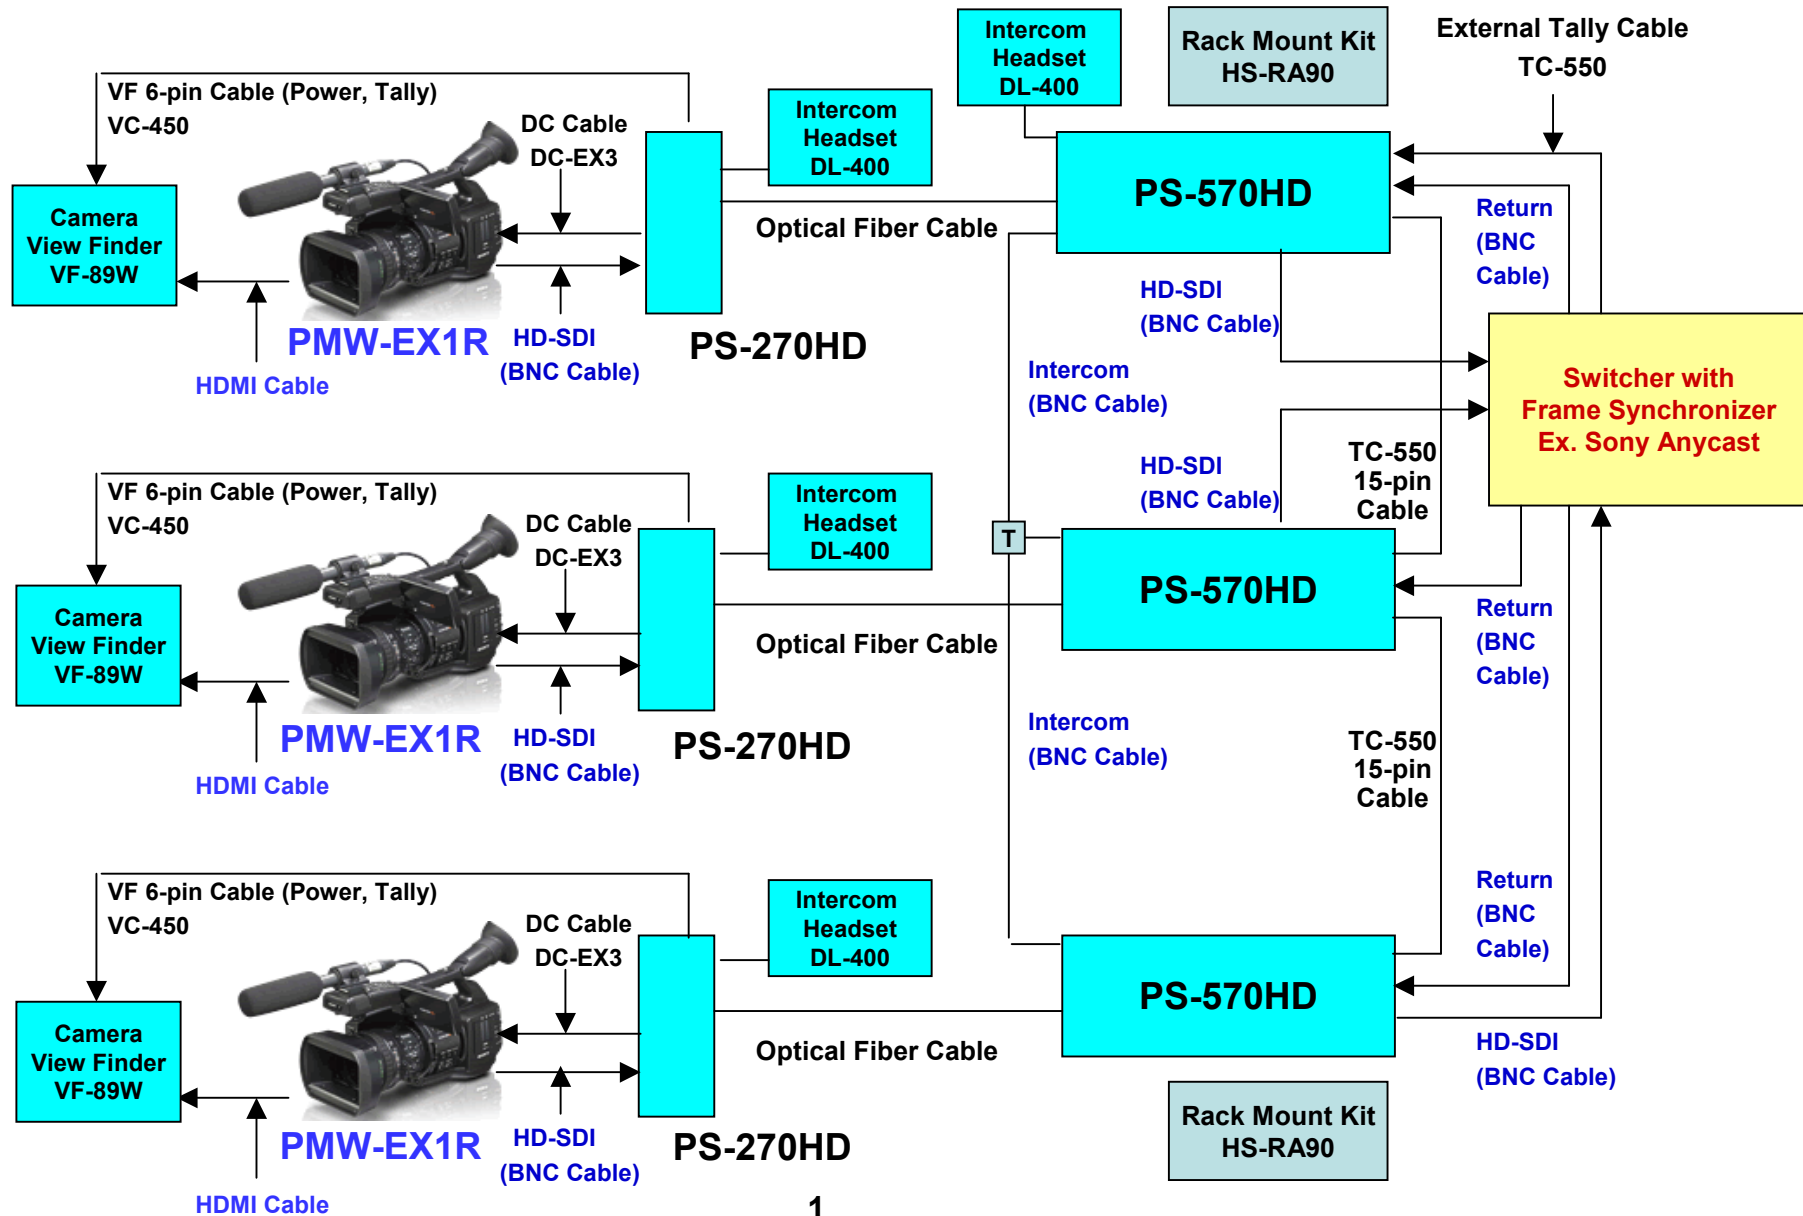 Intercom
Headset
DL-400
Rack Mount Kit
HS-RA90
External Tally Cable
TC-550
VF 6-pin Cable (Power, Tally)
VC-450
DC Cable
DC-EX3
Intercom
Headset
DL-400
Camera
View Finder
VF-89W
Optical Fiber Cable
PS-570HD
Return
(BNC
Cable)
HD-SDI
(BNC Cable)
PMW-EX1R
HD-SDI
(BNC Cable)
PS-270HD
HDMI Cable
Intercom
(BNC Cable)
Switcher with
Frame Synchronizer
Ex. Sony Anycast
HD-SDI
(BNC Cable)
TC-550
15-pin
Cable
VF 6-pin Cable (Power, Tally)
VC-450
DC Cable
DC-EX3
Intercom
Headset
DL-400
T
Camera
View Finder
VF-89W
Optical Fiber Cable
PS-570HD
Return
(BNC
Cable)
PMW-EX1R
HD-SDI
(BNC Cable)
PS-270HD
HDMI Cable
Intercom
(BNC Cable)
TC-550
15-pin
Cable
VF 6-pin Cable (Power, Tally)
VC-450
DC Cable
DC-EX3
Intercom
Headset
DL-400
Return
(BNC
Cable)
Camera
View Finder
VF-89W
Optical Fiber Cable
PS-570HD
HD-SDI
(BNC Cable)
PMW-EX1R
HD-SDI
(BNC Cable)
PS-270HD
HDMI Cable
Rack Mount Kit
HS-RA90
1